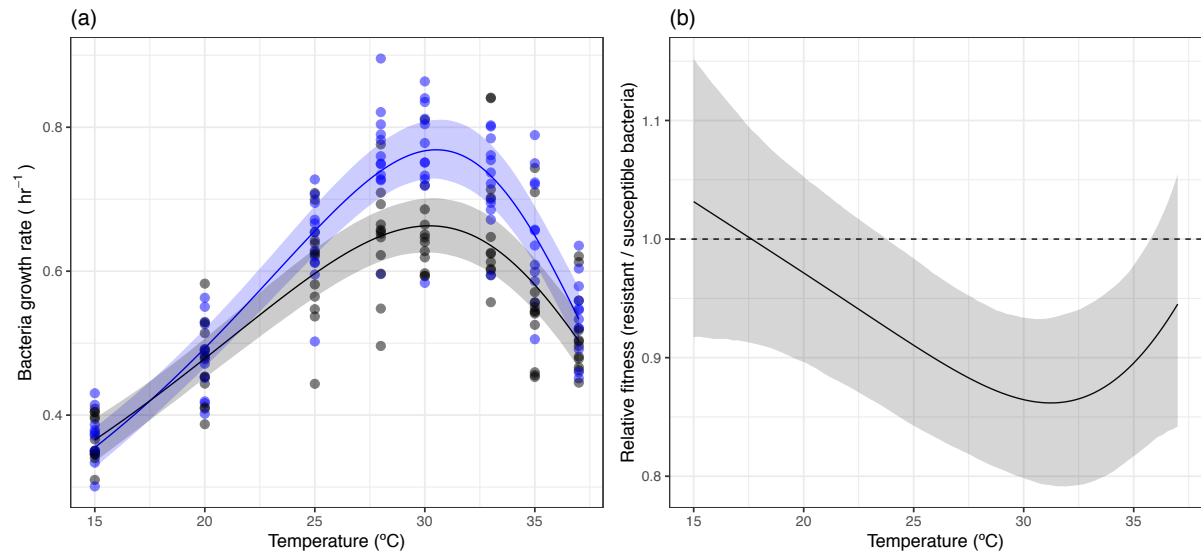 (a)
Bacteria growth rate ( hr⁻¹)
0.8
0.6
0.4
15 20 25 30 35
Temperature (ºC)
(b)
Relative fitness (resistant / susceptible bacteria)
1.1
1.0
0.9
0.8
15 20 25 30 35
Temperature (ºC)